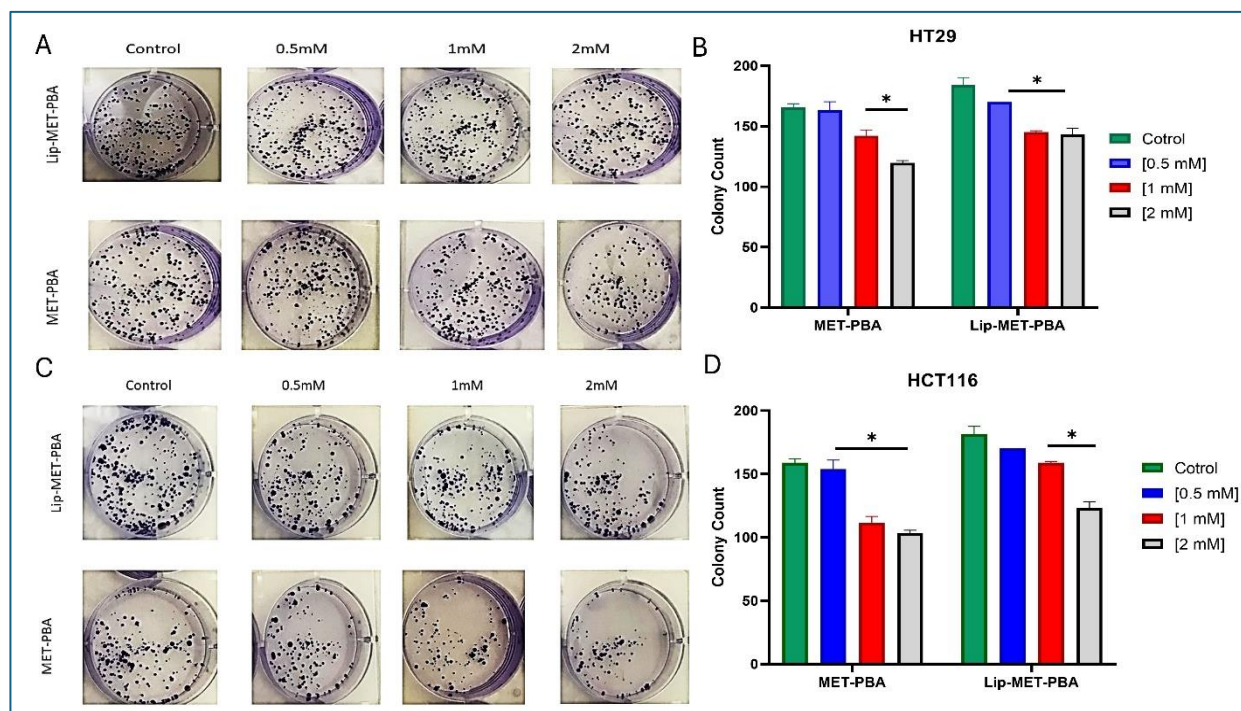 A
Control 0.5mM 1mM 2mM
Lip-MET-PBA
MET-PBA
B
HT29
Colony Count
200
150
100
50
0
*
*
MET-PBA Lip-MET-PBA
Cotrol
[0.5 mM]
[1 mM]
[2 mM]
C
Control 0.5mM 1mM 2mM
Lip-MET-PBA
MET-PBA
D
HCT116
Colony Count
200
150
100
50
0
*
*
MET-PBA Lip-MET-PBA
Cotrol
[0.5 mM]
[1 mM]
[2 mM]